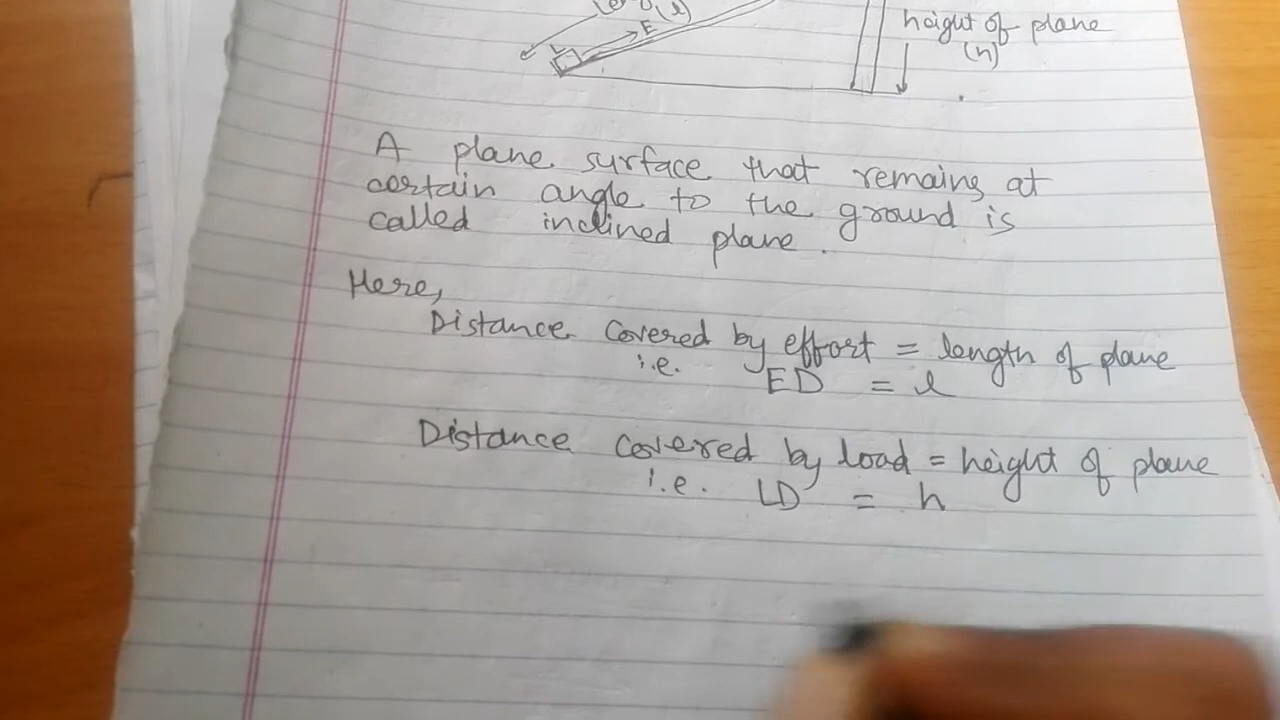 (l)
E
height of plane
(h)
A plane surface that remains at
certain angle to the ground is
called inclined plane.
Here,
Distance covered by effort = length of plane
i.e. ED = l
Distance covered by load = height of plane
i.e. LD = h